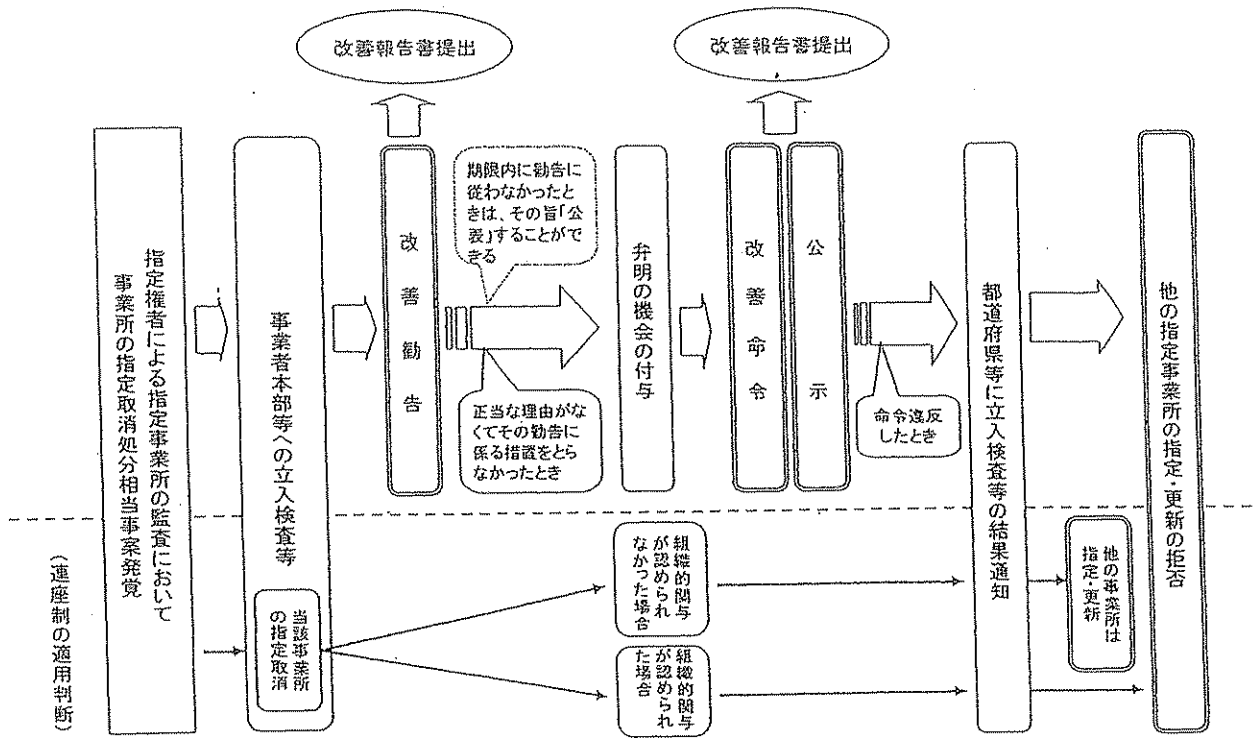 改善報告書提出
改善報告書提出
指定権者による指定事業所の監査において
事業所の指定取消処分相当事案発覚
事業者本部等への立入検査等
改善勧告
期限内に勧告に
従わなかったと
きは、その旨「公
表」することがで
きる
正当な理由がな
くてその勧告に
係る措置をとら
なかったとき
弁明の機会の付与
改善命令
公示
命令違反
したとき
都道府県等に立入検査等の結果通知
他の指定事業所の指定・更新の拒否
(連座制の適用判断)
当該事業所
の指定取消
組織的関与
が認められ
なかった場合
組織的関与
が認められ
た場合
他の事業所は
指定・更新